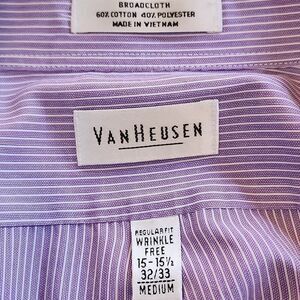 BROADCLOTH
60% COTTON 40% POLYESTER
MADE IN VIETNAM
VANHEUSEN
REGULAR FIT
WRINKLE
FREE
15-15½
32/33
MEDIUM